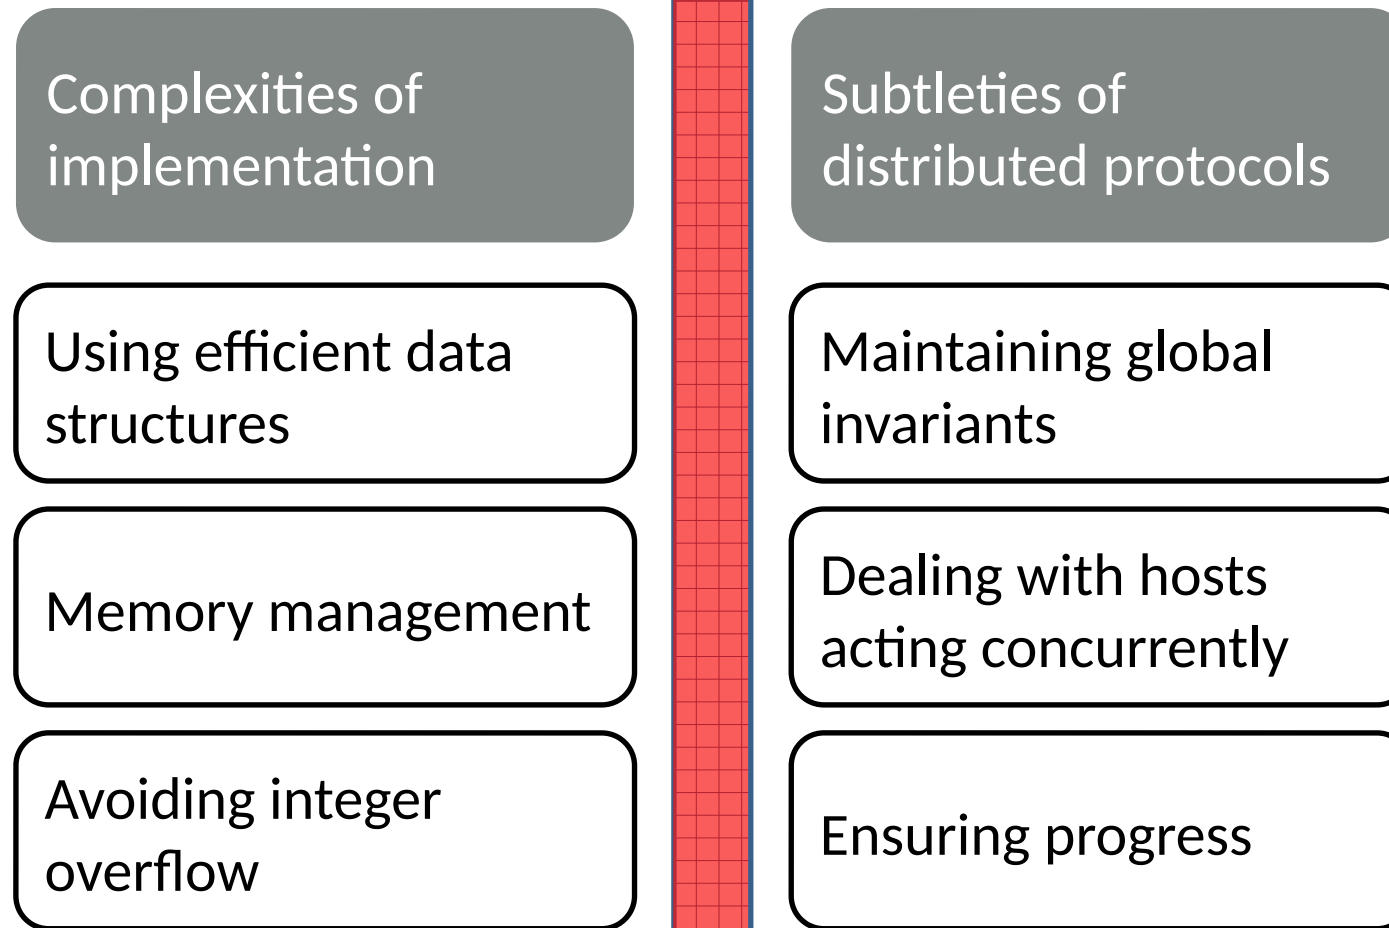 Complexities of
implementation
Using efficient data
structures
Memory management
Avoiding integer
overflow
Subtleties of
distributed protocols
Maintaining global
invariants
Dealing with hosts
acting concurrently
Ensuring progress